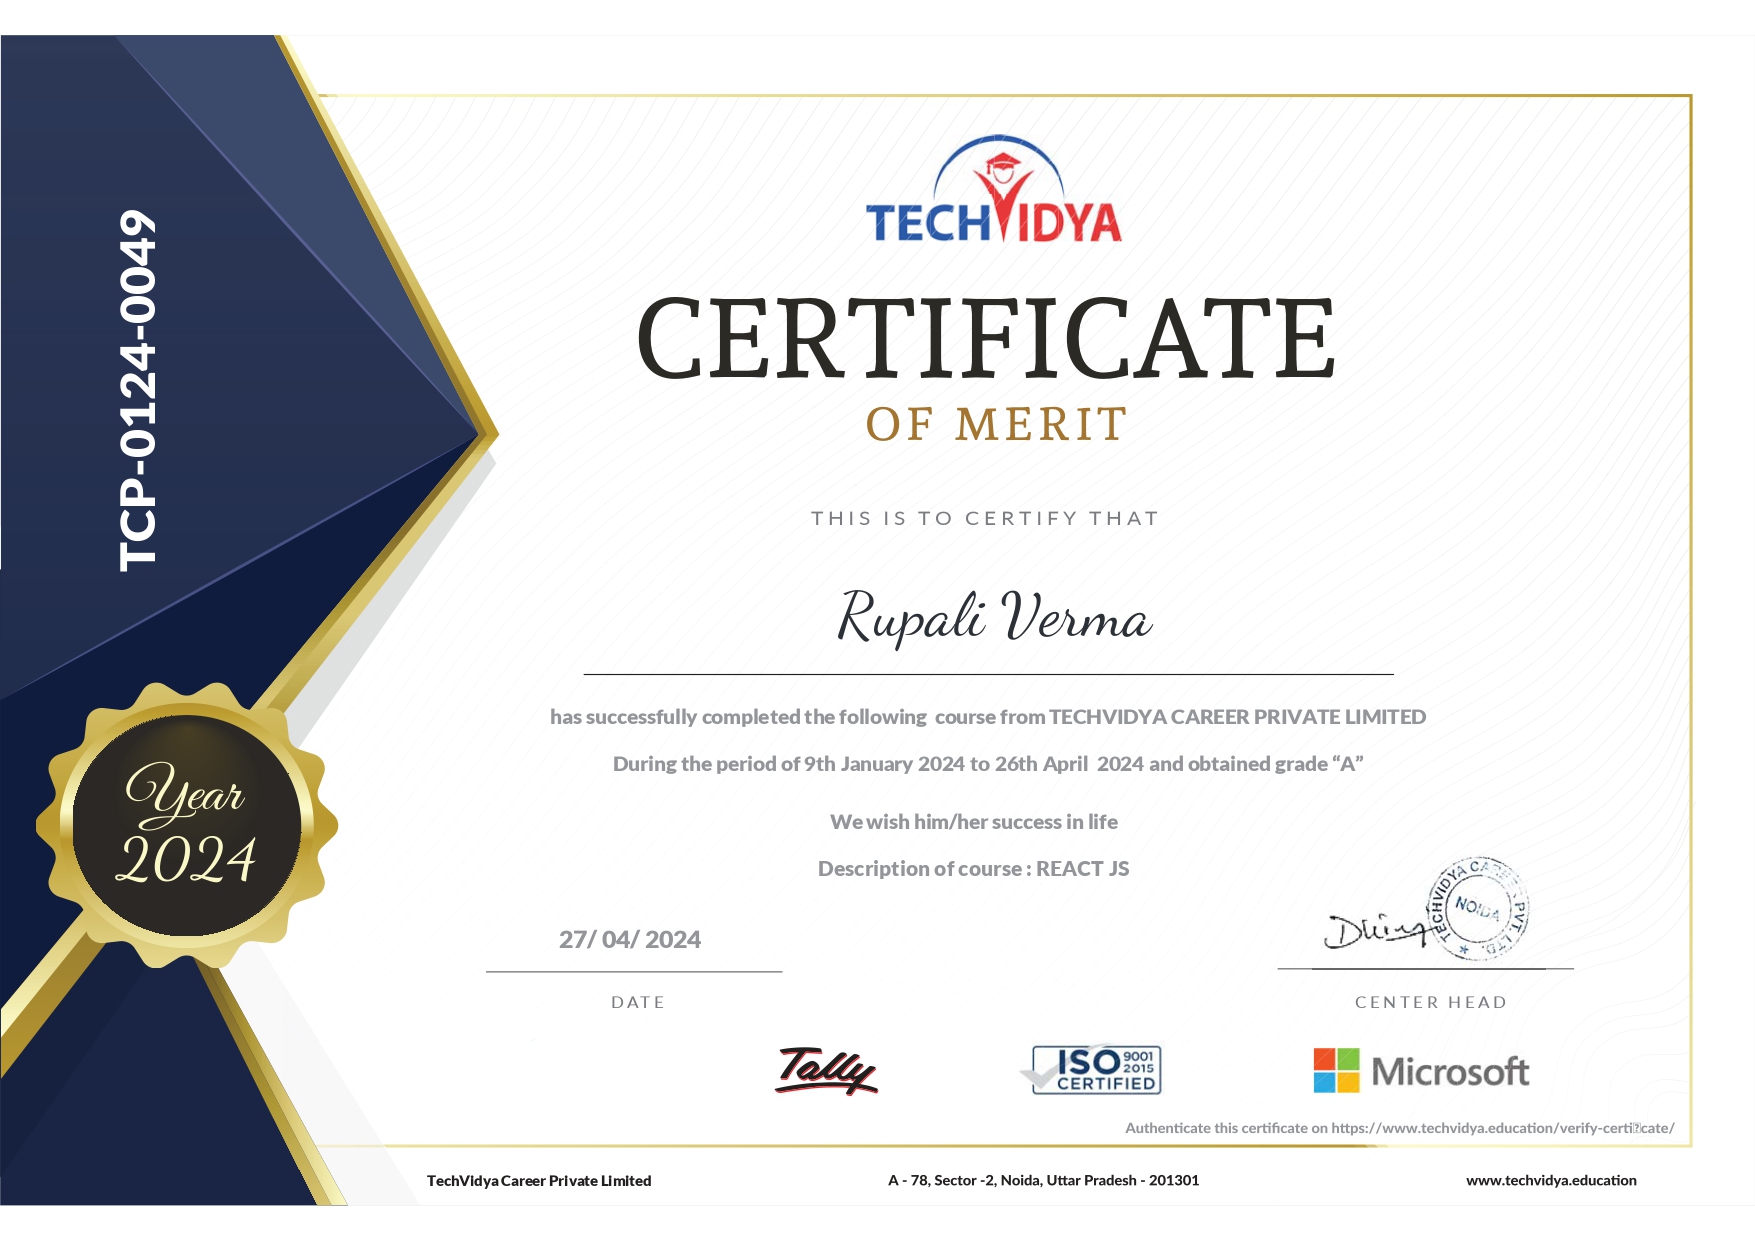 TCP-0124-0049
TECHVIDYA
CERTIFICATE
OF MERIT
THIS IS TO CERTIFY THAT
Rupali Verma
has successfully completed the following course from TECHVIDYA CAREER PRIVATE LIMITED
During the period of 9th January 2024 to 26th April 2024 and obtained grade “A”
We wish him/her success in life
Description of course : REACT JS
Year
2024
27/ 04/ 2024
DATE
TECHVIDYA CAREER PVT. LTD.
NOIDA
CENTER HEAD
Tally
ISO 9001 2015
CERTIFIED
Microsoft
Authenticate this certificate on https://www.techvidya.education/verify-certi▯cate/
TechVidya Career Private Limited
A - 78, Sector -2, Noida, Uttar Pradesh - 201301
www.techvidya.education